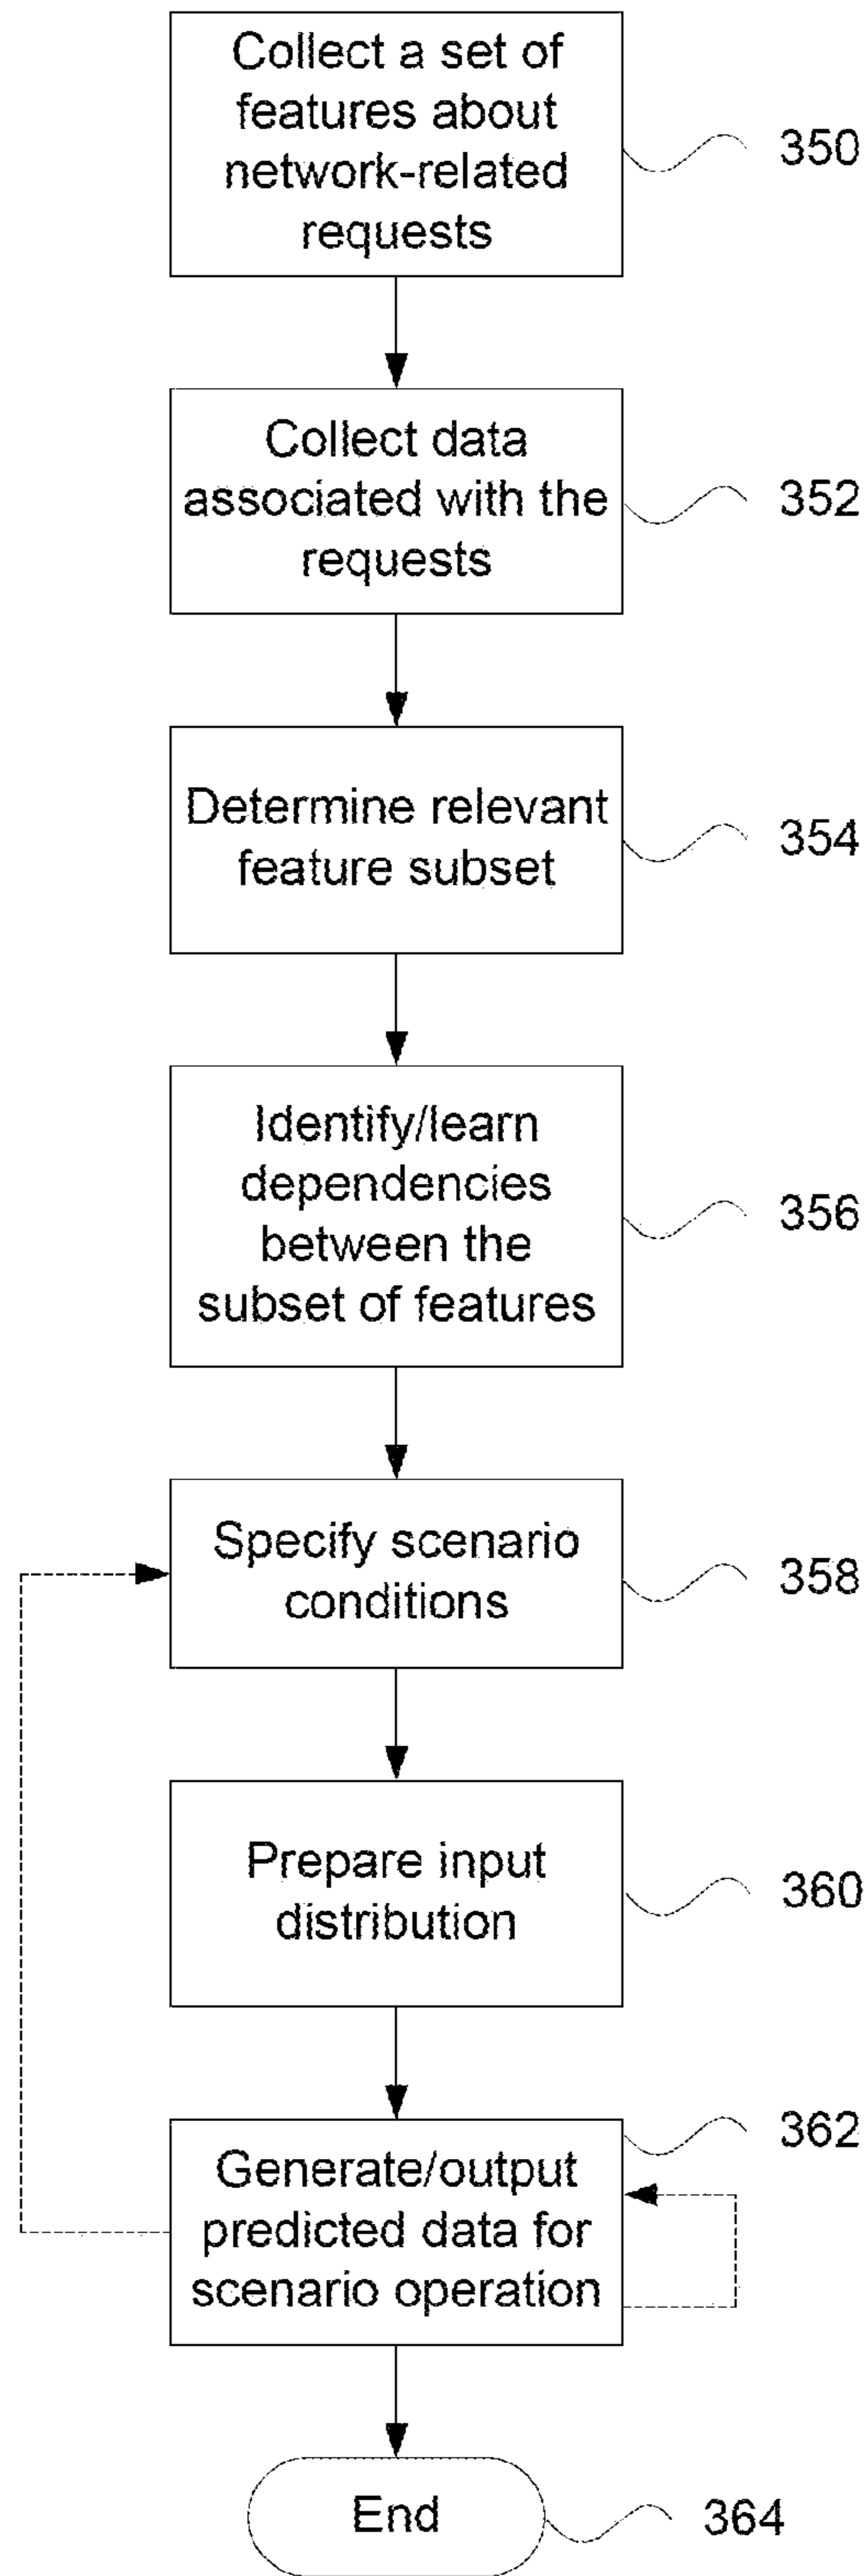 Collect a set of
features about
network-related
requests
350
Collect data
associated with the
requests
352
Determine relevant
feature subset
354
Identify/learn
dependencies
between the
subset of features
356
Specify scenario
conditions
358
Prepare input
distribution
360
Generate/output
predicted data for
scenario operation
362
End
364